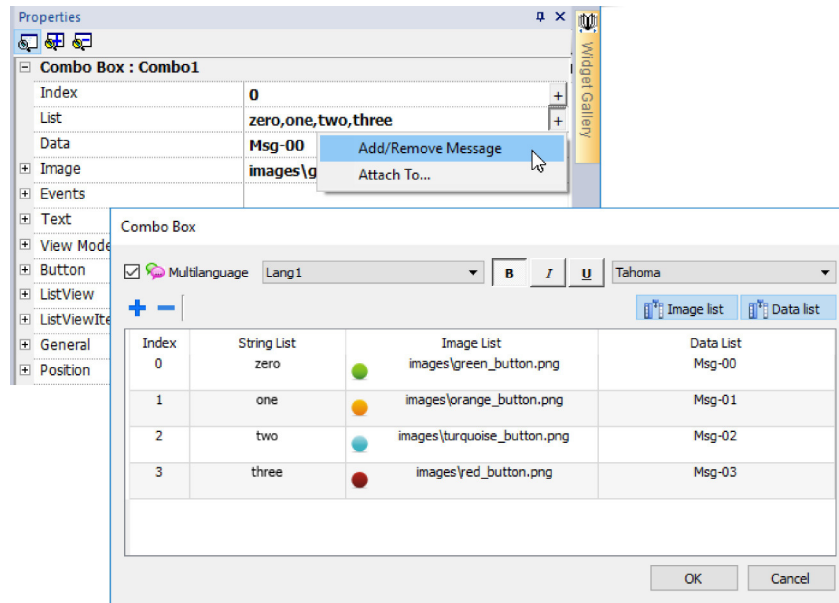 Properties
Widget Gallery
Combo Box : Combo1
Index 0 +
List zero,one,two,three +
Data Msg-00
Add/Remove Message
Image images\g
Attach To...
Events
Text
View Mode
Button
ListView
ListViewIte
General
Position
Combo Box
Multilanguage Lang1 B I U Tahoma
Image list Data list
Index String List Image List Data List
0 zero images\green_button.png Msg-00
1 one images\orange_button.png Msg-01
2 two images\turquoise_button.png Msg-02
3 three images\red_button.png Msg-03
OK Cancel